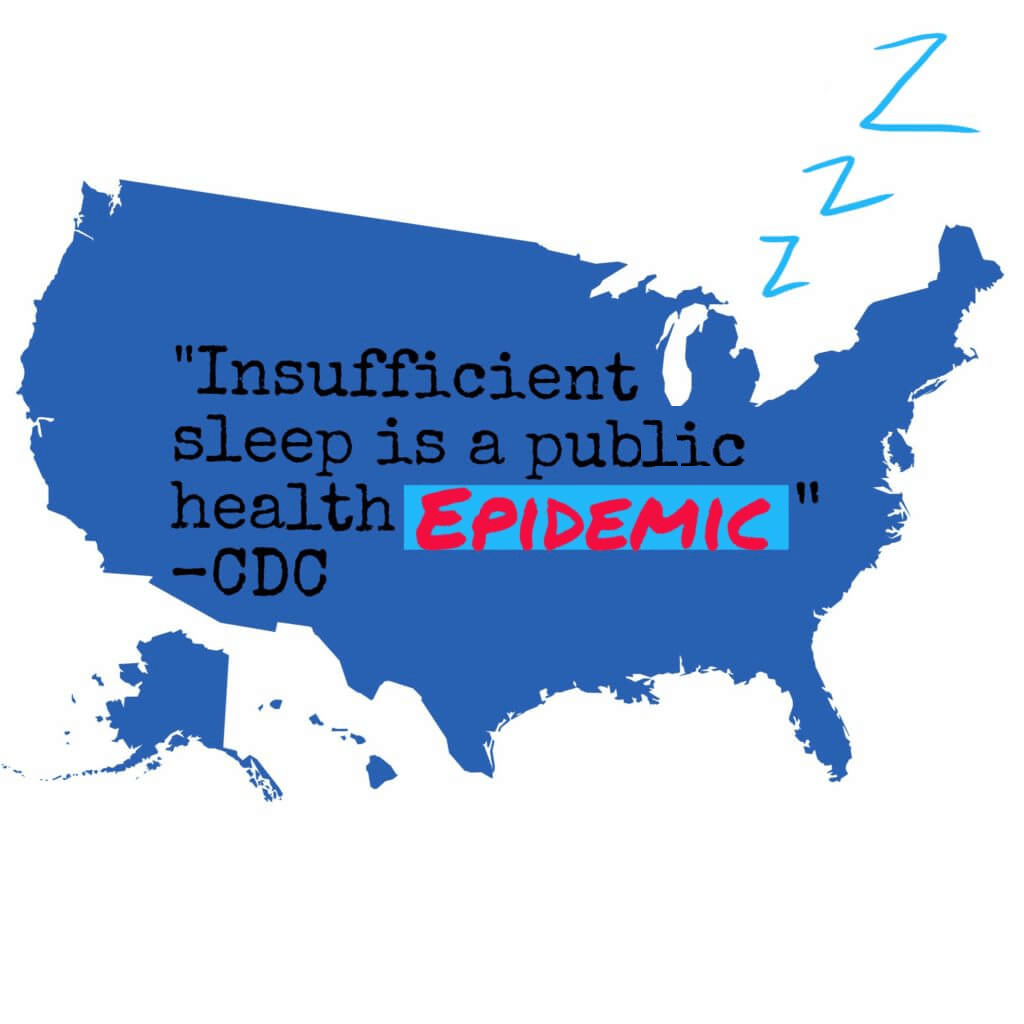 Z
Z
Z
"Insufficient
sleep is a public
health EPIDEMIC"
-CDC